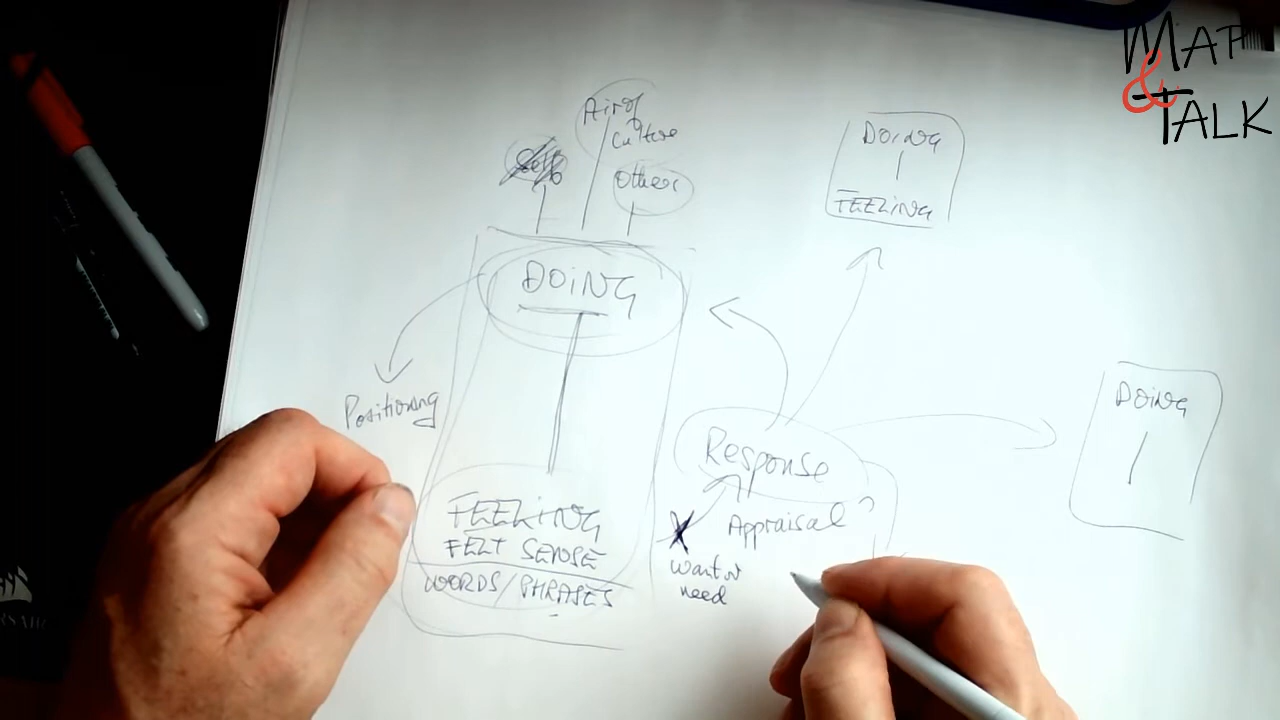 MAP
&
TALK
Air of
Culture
Self
Other
DOING
FEELING
DOING
Positioning
DOING
Response
Appraisal ?
Want or
need
FEELING
FELT SENSE
WORDS / PHRASES